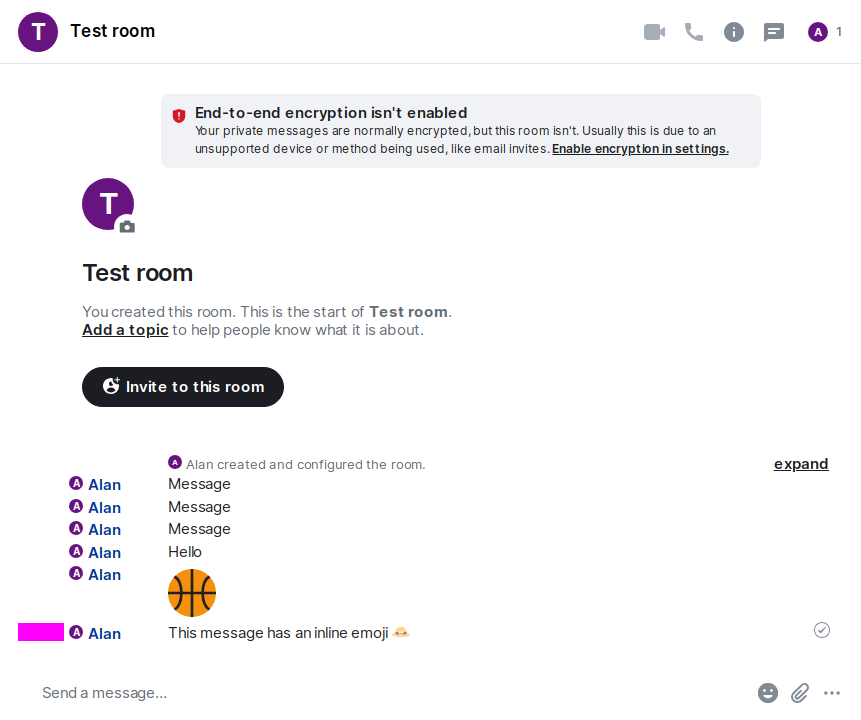 T Test room A 1
End-to-end encryption isn't enabled
Your private messages are normally encrypted, but this room isn't. Usually this is due to an
unsupported device or method being used, like email invites. Enable encryption in settings.
T
Test room
You created this room. This is the start of Test room.
Add a topic to help people know what it is about.
Invite to this room
A Alan created and configured the room. expand
A Alan Message
A Alan Message
A Alan Message
A Alan Hello
A Alan
A Alan This message has an inline emoji 👒
Send a message…